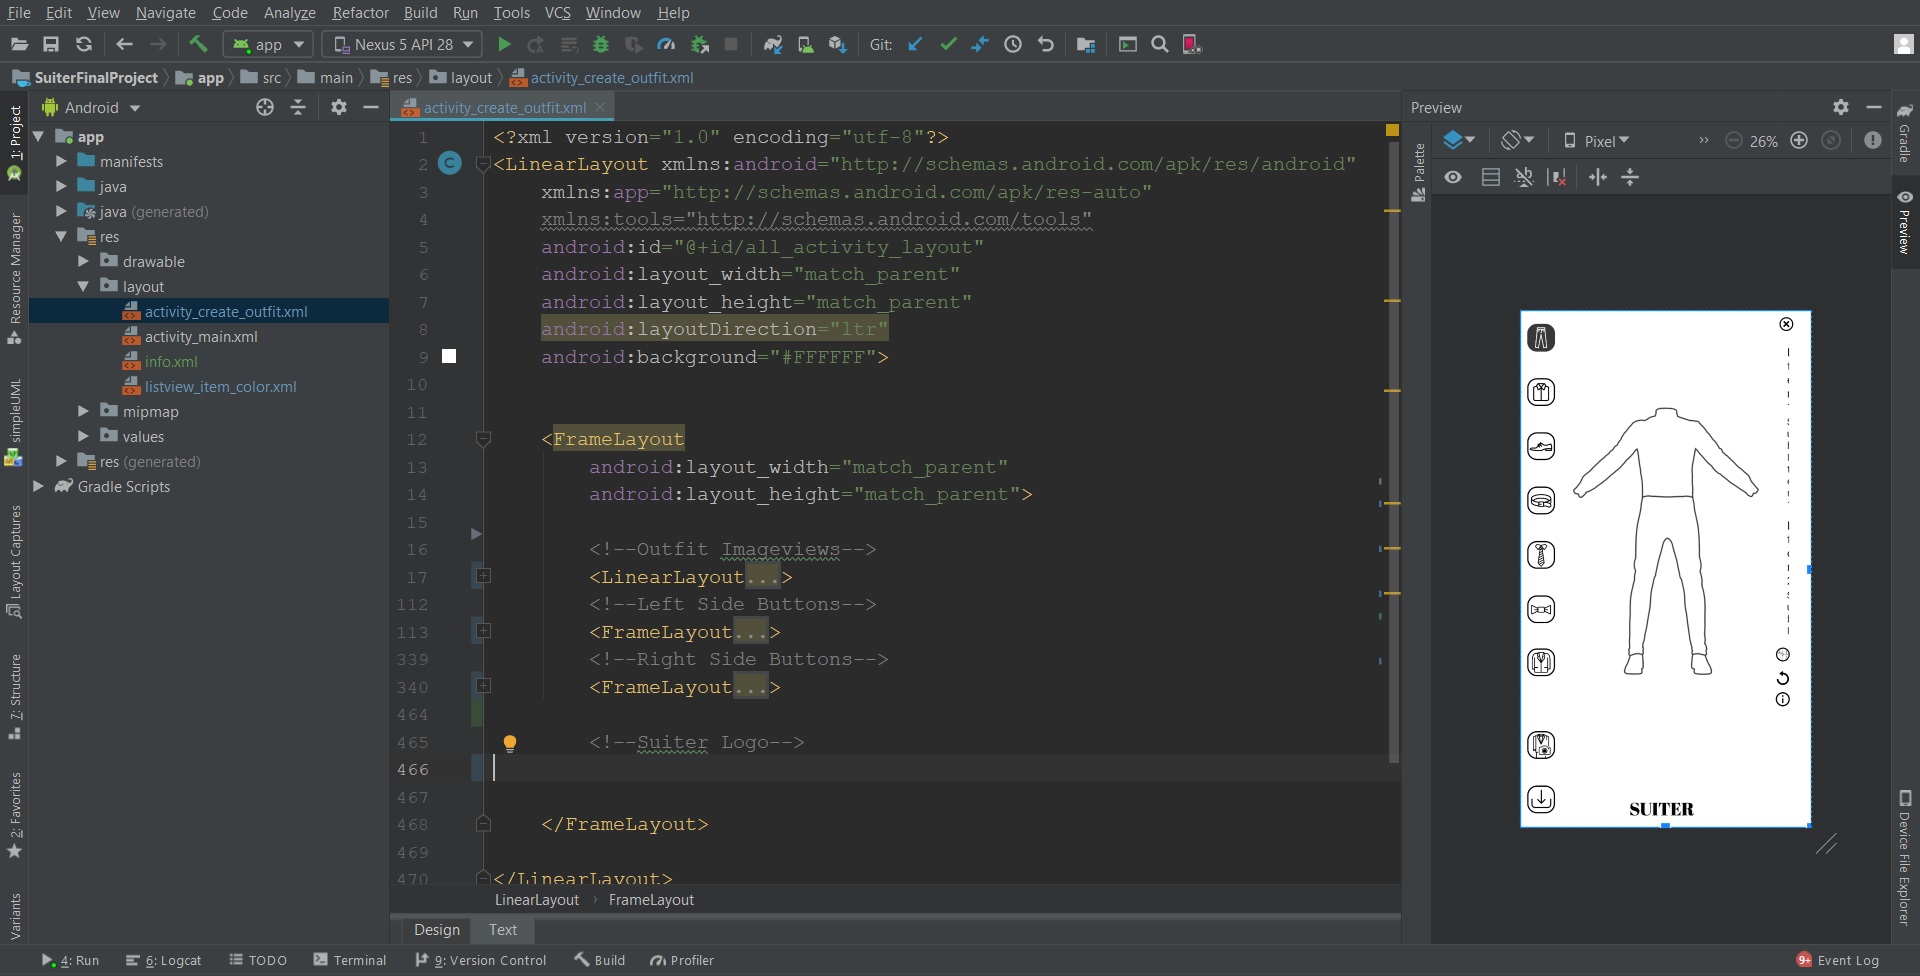 File Edit View Navigate Code Analyze Refactor Build Run Tools VCS Window Help
app Nexus 5 API 28 Git:
SuiterFinalProject app src main res layout activity_create_outfit.xml
1: Project
Resource Manager
simpleUML
Layout Captures
7: Structure
2: Favorites
Variants
Android
app
manifests
java
java (generated)
res
drawable
layout
activity_create_outfit.xml
activity_main.xml
info.xml
listview_item_color.xml
mipmap
values
res (generated)
Gradle Scripts
activity_create_outfit.xml
1 <?xml version="1.0" encoding="utf-8"?>
2 C <LinearLayout xmlns:android="http://schemas.android.com/apk/res/android"
3 xmlns:app="http://schemas.android.com/apk/res-auto"
4 xmlns:tools="http://schemas.android.com/tools"
5 android:id="@+id/all_activity_layout"
6 android:layout_width="match_parent"
7 android:layout_height="match_parent"
8 android:layoutDirection="ltr"
9 android:background="#FFFFFF">
10
11
12 <FrameLayout
13 android:layout_width="match_parent"
14 android:layout_height="match_parent">
15
16 <!--Outfit Imageviews-->
17 <LinearLayout...>
112 <!--Left Side Buttons-->
113 <FrameLayout...>
339 <!--Right Side Buttons-->
340 <FrameLayout...>
464
465 <!--Suiter Logo-->
466
467
468 </FrameLayout>
469
470 </LinearLayout>
LinearLayout › FrameLayout
Design Text
Preview
Palette
Pixel 26%
SUITER
Gradle
Preview
Device File Explorer
4: Run 6: Logcat TODO Terminal 9: Version Control Build Profiler 9+ Event Log